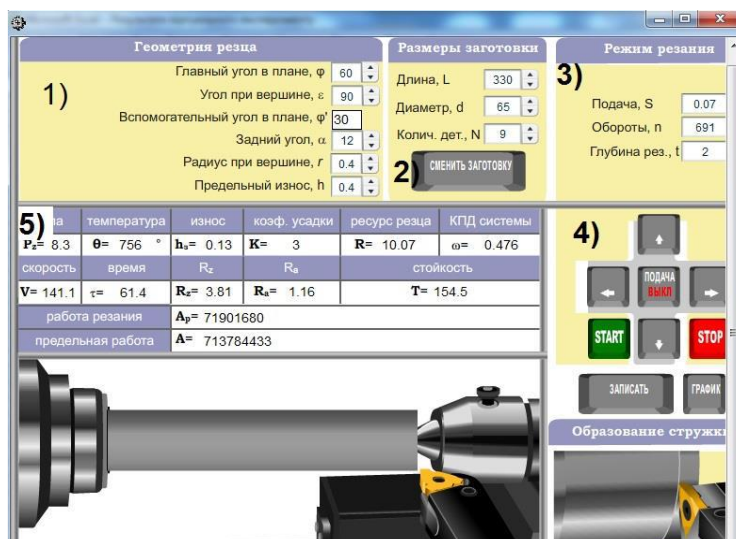 Геометрия резца
1)
Главный угол в плане, φ 60
Угол при вершине, ε 90
Вспомогательный угол в плане, φ' 30
Задний угол, α 12
Радиус при вершине, r 0.4
Предельный износ, h 0.4
Размеры заготовки
Длина, L 330
Диаметр, d 65
Колич. дет., N 9
2)
СМЕНИТЬ ЗАГОТОВКУ
Режим резания
3)
Подача, S 0.07
Обороты, n 691
Глубина рез., t 2
5) температура износ коэф. усадки ресурс резца КПД системы
Pz= 8.3 θ= 756 ° hз= 0.13 K= 3 R= 10.07 ω= 0.476
скорость время Rz Ra стойкость
V= 141.1 τ= 61.4 Rz= 3.81 Ra= 1.16 T= 154.5
работа резания Ap= 71901680
предельная работа A= 713784433
4)
ПОДАЧА
ВЫКЛ
START
STOP
ЗАПИСАТЬ
ГРАФИК
Образование стружки